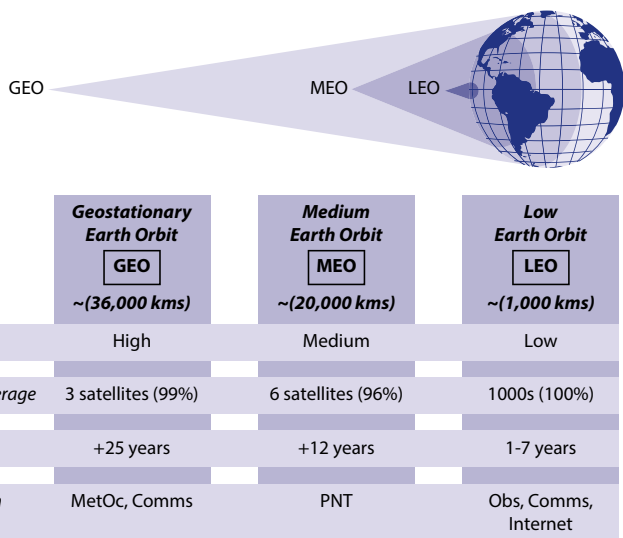 GEO MEO LEO
Geostationary Medium Low
Earth Orbit Earth Orbit Earth Orbit
GEO MEO LEO
~(36,000 kms) ~(20,000 kms) ~(1,000 kms)
High Medium Low
3 satellites (99%) 6 satellites (96%) 1000s (100%)
+25 years +12 years 1-7 years
MetOc, Comms PNT Obs, Comms,
Internet